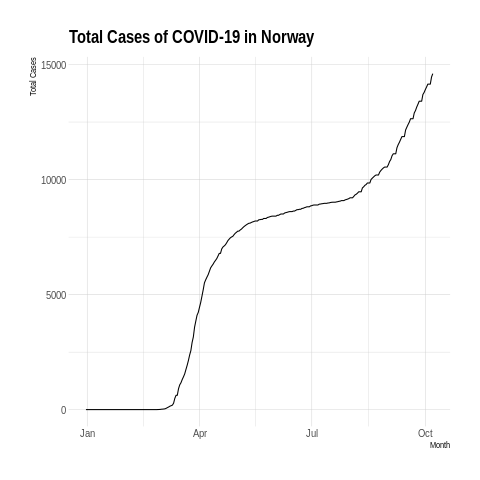 Total Cases of COVID-19 in Norway
Total Cases
15000
10000
5000
0
Jan
Apr
Jul
Oct
Month